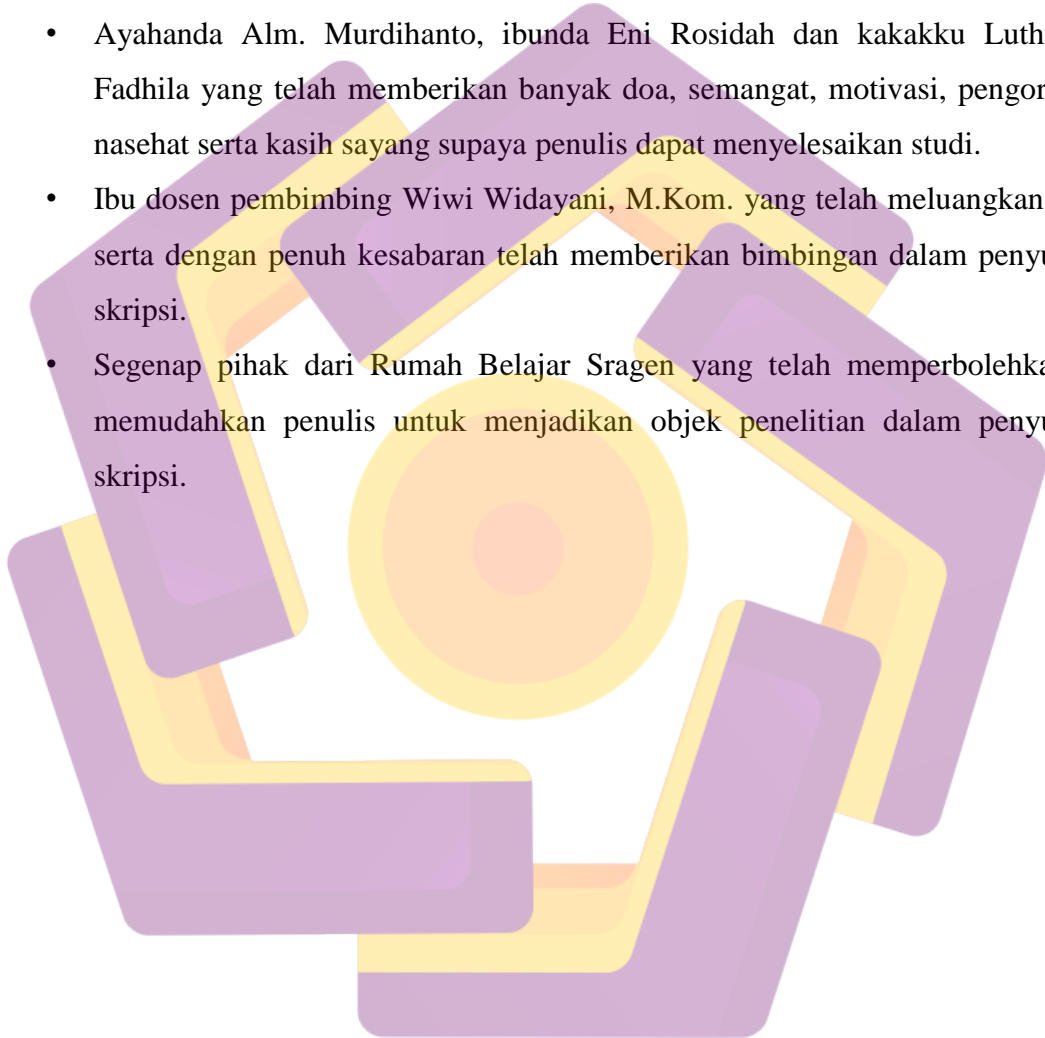 • Ayahanda Alm. Murdihanto, ibunda Eni Rosidah dan kakakku Luth
Fadhila yang telah memberikan banyak doa, semangat, motivasi, pengor
nasehat serta kasih sayang supaya penulis dapat menyelesaikan studi.
• Ibu dosen pembimbing Wiwi Widayani, M.Kom. yang telah meluangkan
serta dengan penuh kesabaran telah memberikan bimbingan dalam penyu
skripsi.
• Segenap pihak dari Rumah Belajar Sragen yang telah memperbolehka
memudahkan penulis untuk menjadikan objek penelitian dalam penyu
skripsi.